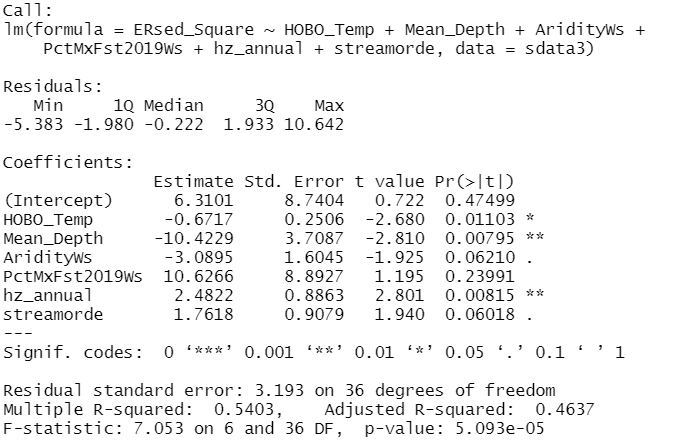 Call:
lm(formula = ERsed_Square ~ HOBO_Temp + Mean_Depth + AridityWs +
    PctMxFst2019Ws + hz_annual + streamorde, data = sdata3)
Residuals:
   Min     1Q Median     3Q    Max
-5.383 -1.980 -0.222  1.933 10.642
Coefficients:
               Estimate Std. Error t value Pr(>|t|)
(Intercept)      6.3101     8.7404   0.722  0.47499
HOBO_Temp       -0.6717     0.2506  -2.680  0.01103 *
Mean_Depth     -10.4229     3.7087  -2.810  0.00795 **
AridityWs       -3.0895     1.6045  -1.925  0.06210 .
PctMxFst2019Ws  10.6266     8.8927   1.195  0.23991
hz_annual        2.4822     0.8863   2.801  0.00815 **
streamorde       1.7618     0.9079   1.940  0.06018 .
---
Signif. codes:  0 ‘***’ 0.001 ‘**’ 0.01 ‘*’ 0.05 ‘.’ 0.1 ‘ ’ 1
Residual standard error: 3.193 on 36 degrees of freedom
Multiple R-squared:  0.5403,    Adjusted R-squared:  0.4637
F-statistic: 7.053 on 6 and 36 DF,  p-value: 5.093e-05